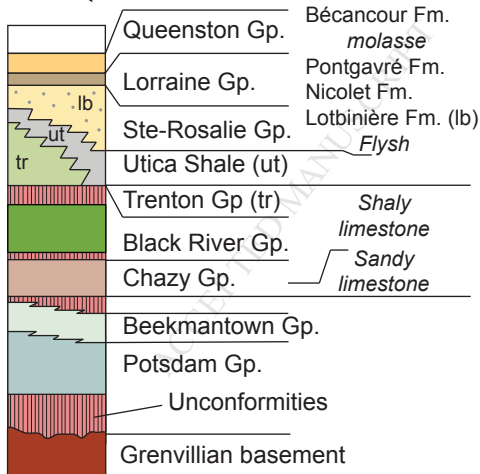 Queenston Gp.
Bécancour Fm.
molasse
Lorraine Gp.
Pontgavré Fm.
Nicolet Fm.
lb
Ste-Rosalie Gp.
Lotbinière Fm. (lb)
Flysh
ut
tr
Utica Shale (ut)
Trenton Gp (tr)
Shaly
limestone
Black River Gp.
Sandy
limestone
Chazy Gp.
Beekmantown Gp.
Potsdam Gp.
Unconformities
Grenvillian basement
ACCEPTED MANUSCRIPT